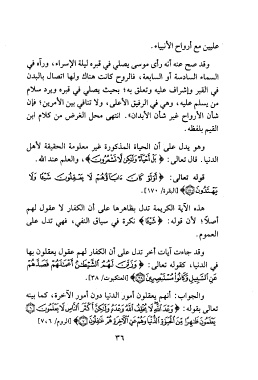 عليين مع أرواح الأنبياء.
وقد صح عنه أنه رأى موسى يصلي في قبره ليلة الإسراء، ورآه في
السماء السادسة أو السابعة، فالروح كانت هناك ولها اتصال بالبدن
في القبر وإشراف عليه وتعلق به؛ بحيث يصلي في قبره ويرد سلام
من يسلم عليه، وهي في الرفيق الأعلى، ولا تنافي بين الأمرين؛ فإن
شأن الأرواح غير شأن الأبدان». انتهى محل الغرض من كلام ابن
القيم بلفظه.
وهو يدل على أن الحياة المذكورة غير معلومة الحقيقة لأهل
الدنيا. قال تعالى: ﴿بَلْ أَحْيَاءٌ وَلَكِنْ لَا تَشْعُرُونَ﴾، والعلم عند الله.
قوله تعالى: ﴿أَوَلَوْ كَانَ آبَاؤُهُمْ لَا يَعْقِلُونَ شَيْئًا وَلَا
يَهْتَدُونَ﴾ [البقرة/ ١٧٠].
هذه الآية الكريمة تدل بظاهرها على أن الكفار لا عقول لهم
أصلاً؛ لأن قوله: ﴿شَيْئًا﴾ نكرة في سياق النفي، فهي تدل على
العموم.
وقد جاءت آيات أخر تدل على أن الكفار لهم عقول يعقلون بها
في الدنيا، كقوله تعالى: ﴿وَزَيَّنَ لَهُمُ الشَّيْطَانُ أَعْمَالَهُمْ فَصَدَّهُمْ
عَنِ السَّبِيلِ وَكَانُوا مُسْتَبْصِرِينَ﴾ [العنكبوت/ ٣٨].
والجواب: أنهم يعقلون أمور الدنيا دون أمور الآخرة، كما بينه
تعالى بقوله: ﴿وَعْدَ اللَّهِ لَا يُخْلِفُ اللَّهُ وَعْدَهُ وَلَكِنَّ أَكْثَرَ النَّاسِ لَا يَعْلَمُونَ
يَعْلَمُونَ ظَاهِرًا مِنَ الْحَيَاةِ الدُّنْيَا وَهُمْ عَنِ الْآخِرَةِ هُمْ غَافِلُونَ﴾ [الروم/ ٦، ٧]
٣٦